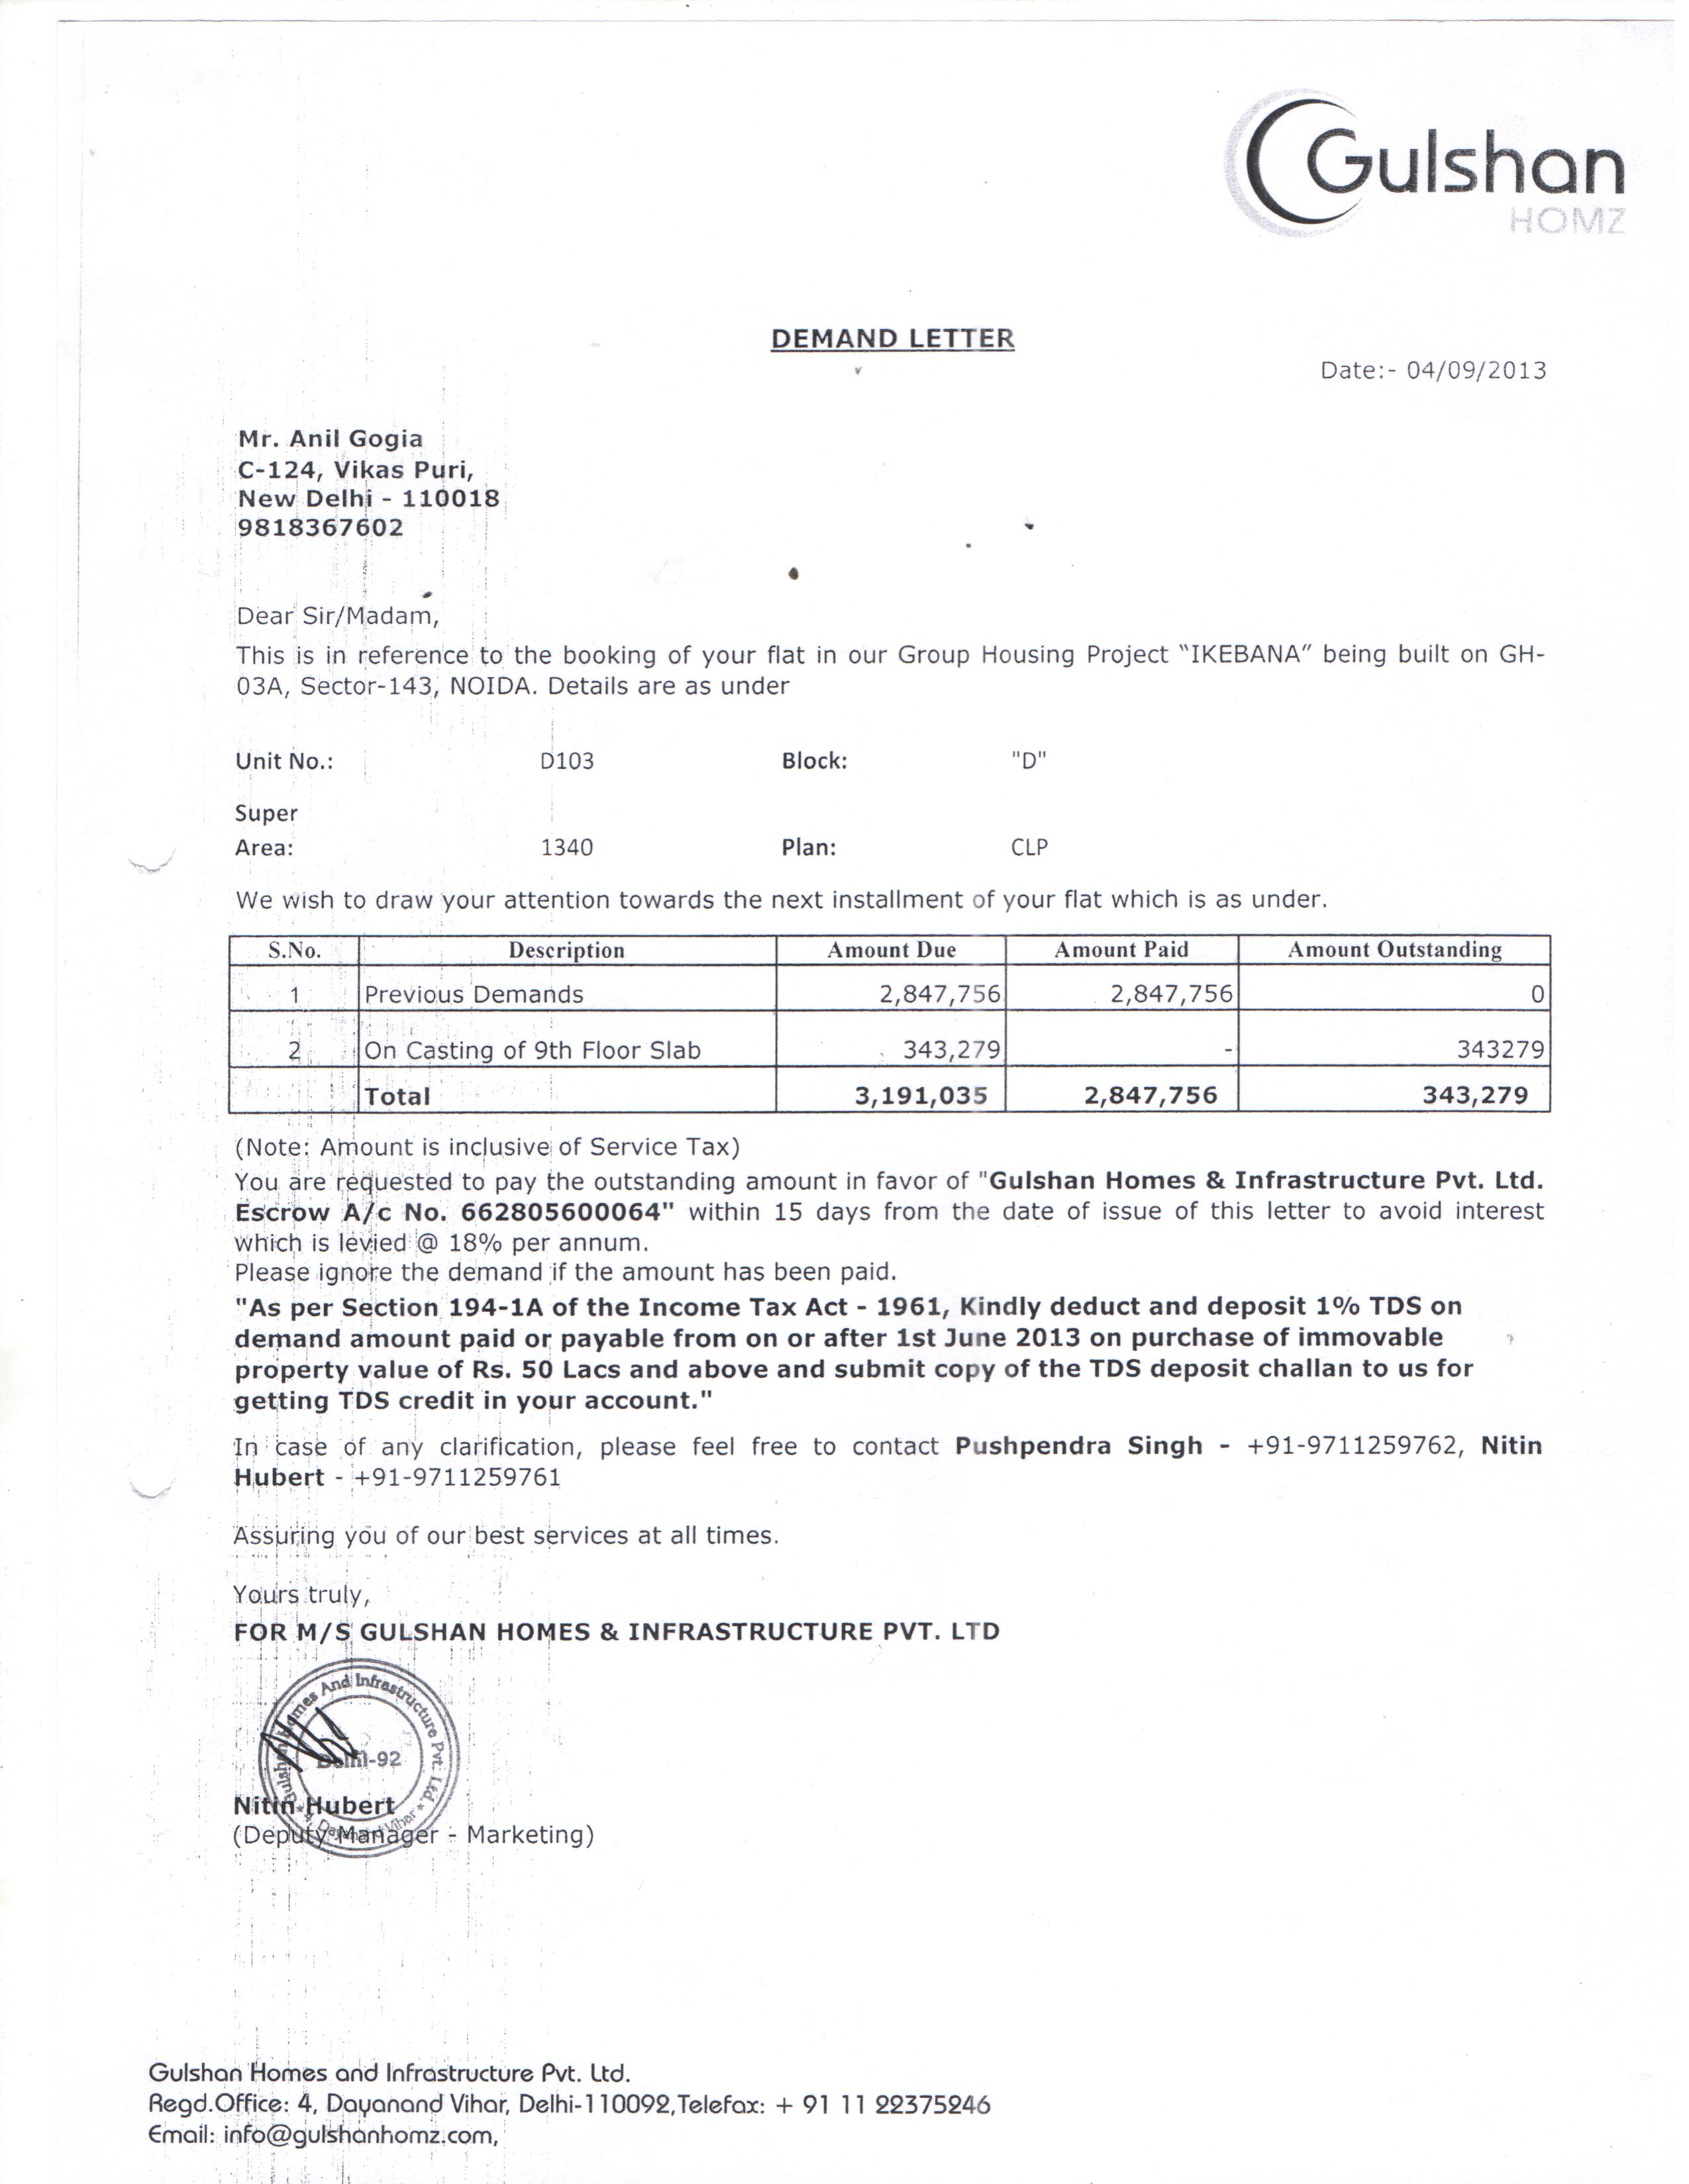 Gulshan
HOMZ
DEMAND LETTER
Date:- 04/09/2013
Mr. Anil Gogia
C-124, Vikas Puri,
New Delhi - 110018
9818367602
Dear Sir/Madam,
This is in reference to the booking of your flat in our Group Housing Project “IKEBANA” being built on GH-
03A, Sector-143, NOIDA. Details are as under
Unit No.: D103 Block: "D"
Super
Area: 1340 Plan: CLP
We wish to draw your attention towards the next installment of your flat which is as under.
S.No. Description Amount Due Amount Paid Amount Outstanding
1 Previous Demands 2,847,756 2,847,756 0
2 On Casting of 9th Floor Slab 343,279 - 343279
Total 3,191,035 2,847,756 343,279
(Note: Amount is inclusive of Service Tax)
You are requested to pay the outstanding amount in favor of "Gulshan Homes & Infrastructure Pvt. Ltd.
Escrow A/c No. 662805600064" within 15 days from the date of issue of this letter to avoid interest
which is levied @ 18% per annum.
Please ignore the demand if the amount has been paid.
"As per Section 194-1A of the Income Tax Act - 1961, Kindly deduct and deposit 1% TDS on
demand amount paid or payable from on or after 1st June 2013 on purchase of immovable
property value of Rs. 50 Lacs and above and submit copy of the TDS deposit challan to us for
getting TDS credit in your account."
In case of any clarification, please feel free to contact Pushpendra Singh - +91-9711259762, Nitin
Hubert - +91-9711259761
Assuring you of our best services at all times.
Yours truly,
FOR M/S GULSHAN HOMES & INFRASTRUCTURE PVT. LTD
Gulshan Homes And Infrastructure Pvt. Ltd.
Delhi-92
4, Dayanand Vihar
Nitin Hubert
(Deputy Manager - Marketing)
Gulshan Homes and Infrastructure Pvt. Ltd.
Regd.Office: 4, Dayanand Vihar, Delhi-110092,Telefax: + 91 11 22375246
Email: info@gulshanhomz.com,